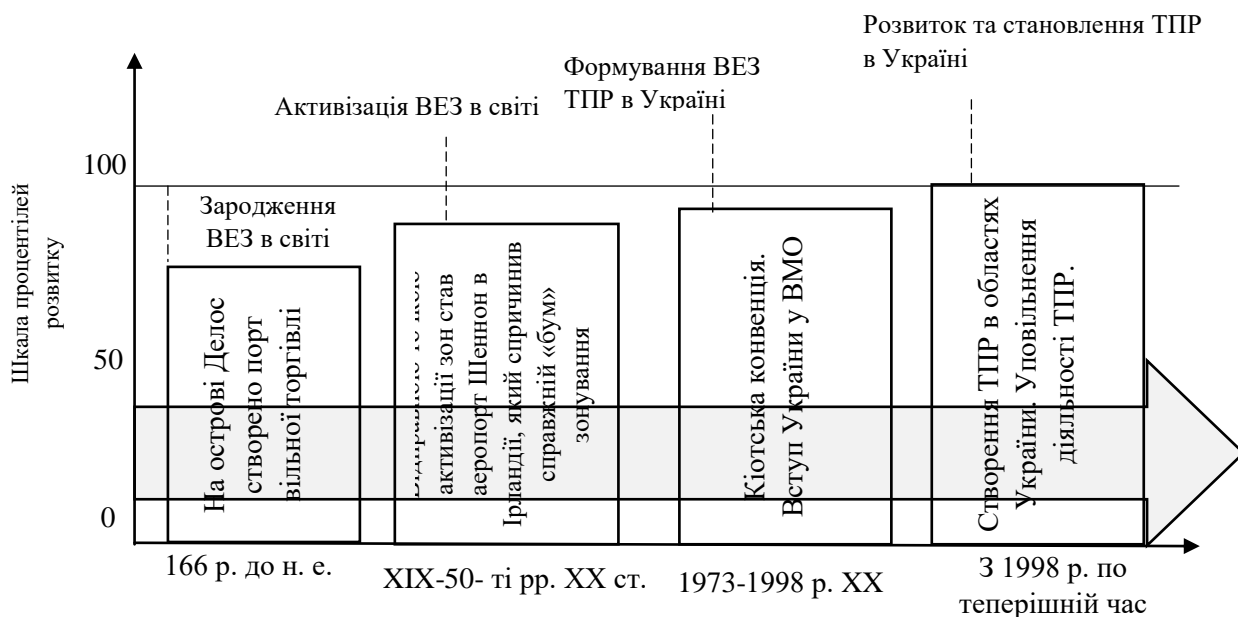 Розвиток та становлення ТПР
в Україні
Формування ВЕЗ
ТПР в Україні
Активізація ВЕЗ в світі
Зародження
ВЕЗ в світі
Шкала процентілей
розвитку
100
50
0
На острові Делос
створено порт
вільної торгівлі
активізації зон став
аеропорт Шеннон в
Ірландії, який спричинив
справжній «бум»
зонування
Кіотська конвенція.
Вступ України у ВМО
Створення ТПР в областях
України. Уповільнення
діяльності ТПР.
166 р. до н. е.
XIX-50- ті рр. XX ст.
1973-1998 р. XX
З 1998 р. по
теперішній час